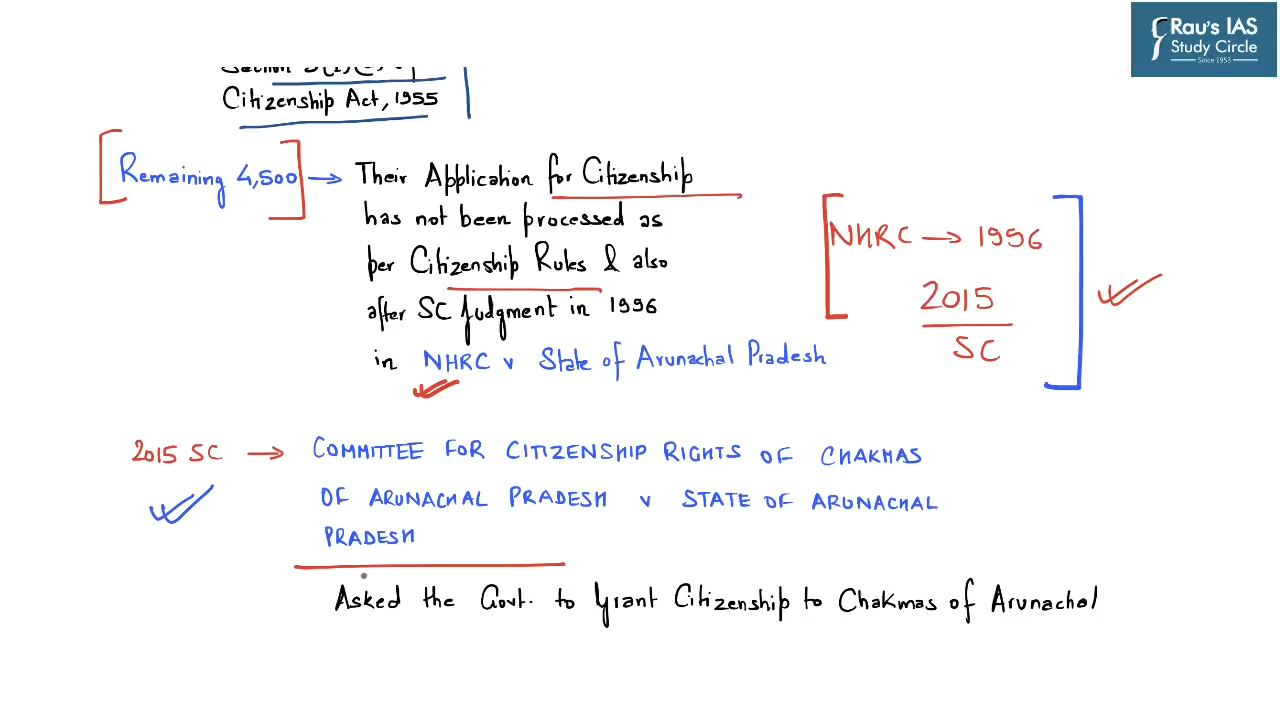 Rau's IAS
Study Circle
Since 1953
Section
Citizenship Act, 1955
Remaining 4,500 → Their Application for Citizenship
has not been processed as
per Citizenship Rules & also
after SC Judgment in 1996
in NHRC v State of Arunachal Pradesh
NHRC → 1996
2015
SC
2015 SC → COMMITTEE FOR CITIZENSHIP RIGHTS OF CHAKMAS
OF ARUNACHAL PRADESH v STATE OF ARUNACHAL
PRADESH
Asked the Govt. to Grant Citizenship to Chakmas of Arunachal